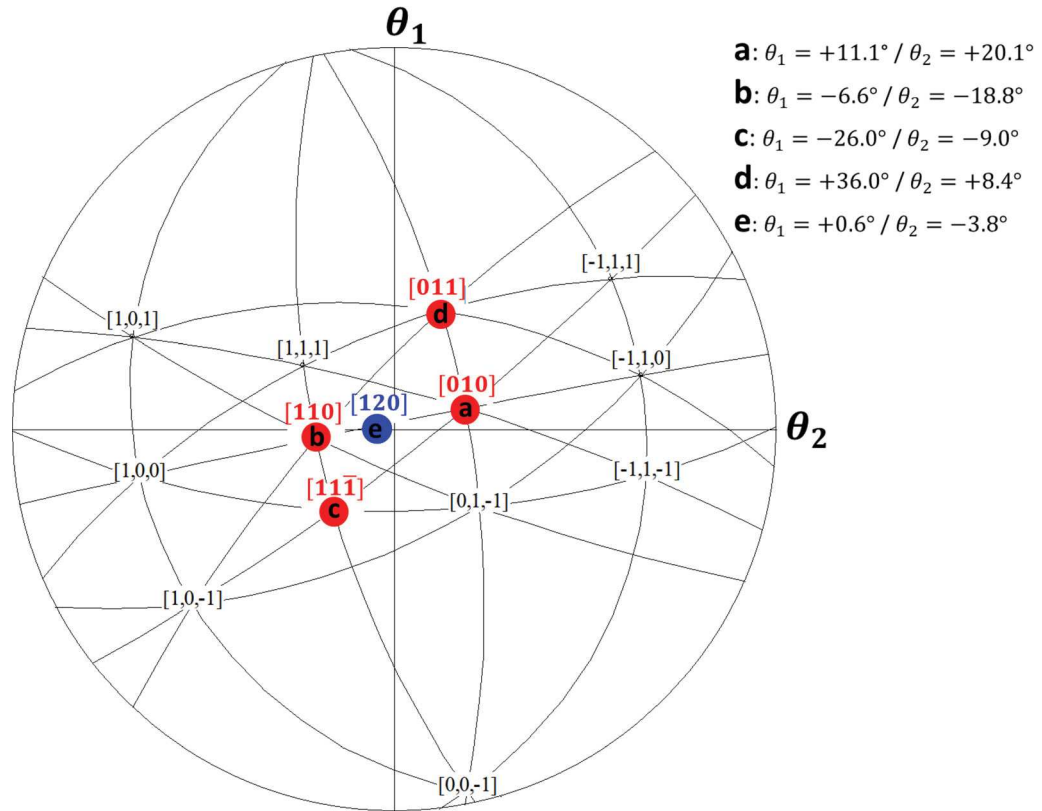 θ₁
a: θ₁ = +11.1° / θ₂ = +20.1°
b: θ₁ = −6.6° / θ₂ = −18.8°
c: θ₁ = −26.0° / θ₂ = −9.0°
d: θ₁ = +36.0° / θ₂ = +8.4°
e: θ₁ = +0.6° / θ₂ = −3.8°
[-1,1,1]
[011]
d
[1,0,1]
[1,1,1]
[-1,1,0]
[010]
a
[110]
b
[120]
e
θ₂
[1,0,0]
[-1,1,-1]
[111̅]
c
[0,1,-1]
[1,0,-1]
[0,0,-1]